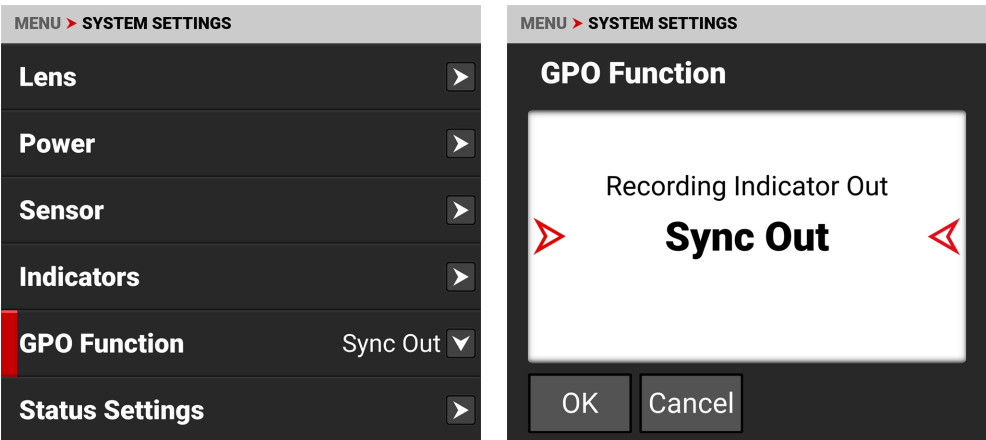 MENU > SYSTEM SETTINGS
Lens
Power
Sensor
Indicators
GPO Function Sync Out
Status Settings
MENU > SYSTEM SETTINGS
GPO Function
Recording Indicator Out
Sync Out
OK Cancel